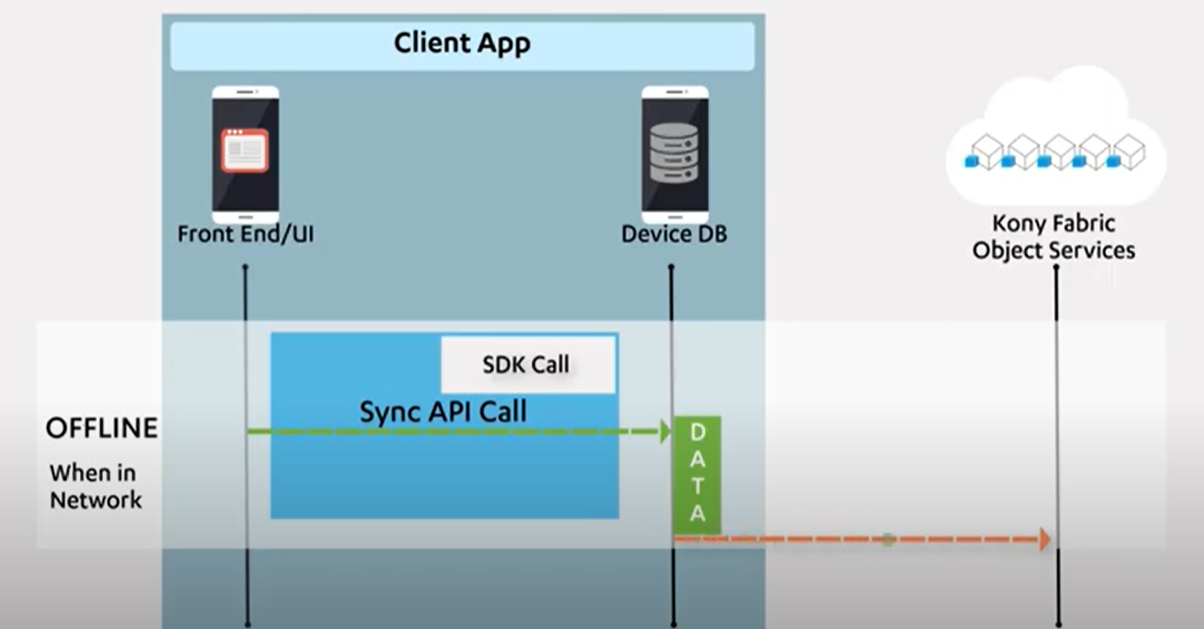 Client App
Front End/UI
Device DB
Kony Fabric
Object Services
SDK Call
Sync API Call
OFFLINE
When in
Network
D
A
T
A